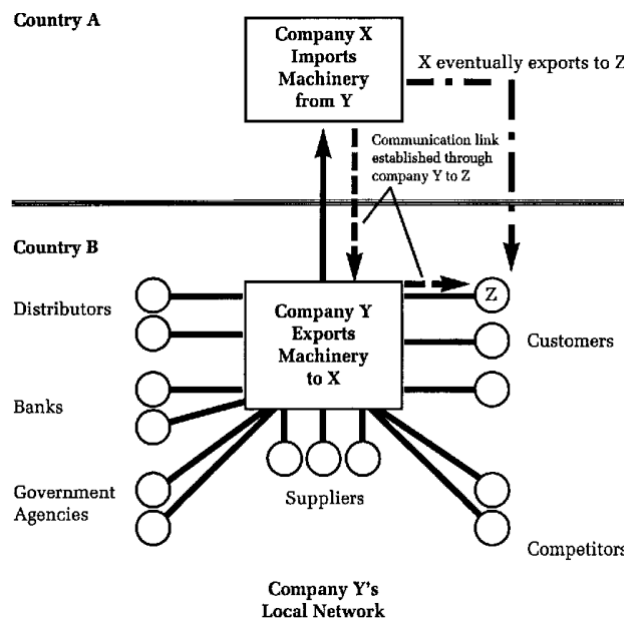 Country A
Company X
Imports
Machinery
from Y
X eventually exports to Z
Communication link
established through
company Y to Z
Country B
Distributors
Company Y
Exports
Machinery
to X
Z
Customers
Banks
Government
Agencies
Suppliers
Competitors
Company Y's
Local Network